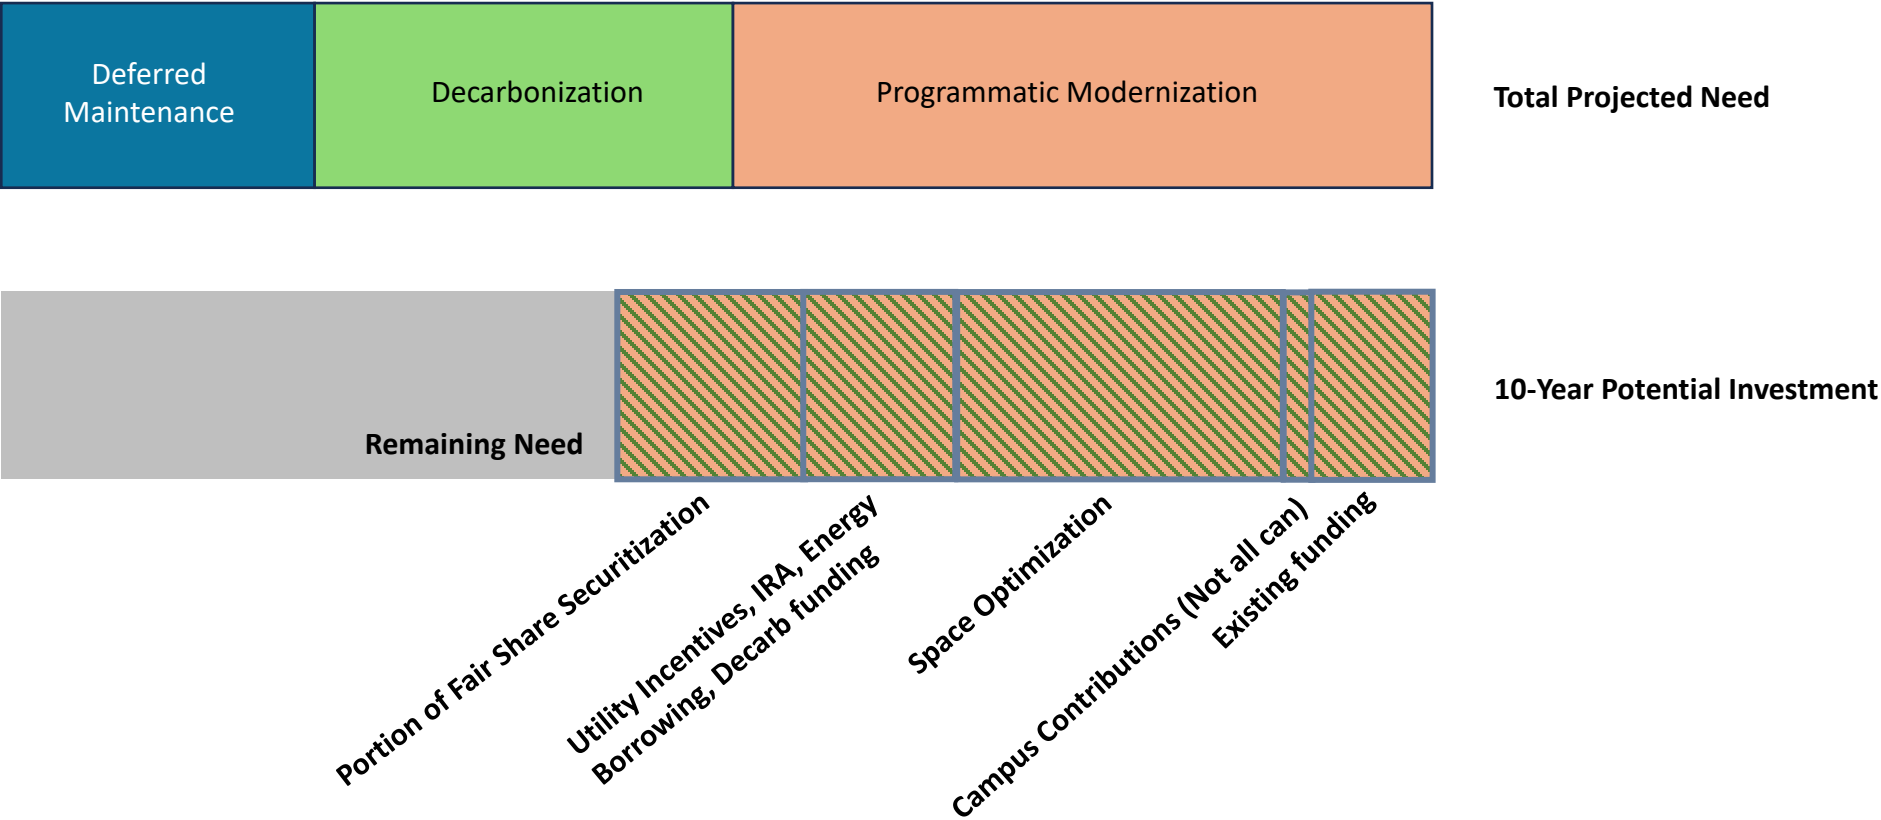 Deferred
Maintenance
Decarbonization
Programmatic Modernization
Total Projected Need
Remaining Need
10-Year Potential Investment
Portion of Fair Share Securitization
Utility Incentives, IRA, Energy
Borrowing, Decarb funding
Space Optimization
Campus Contributions (Not all can)
Existing funding